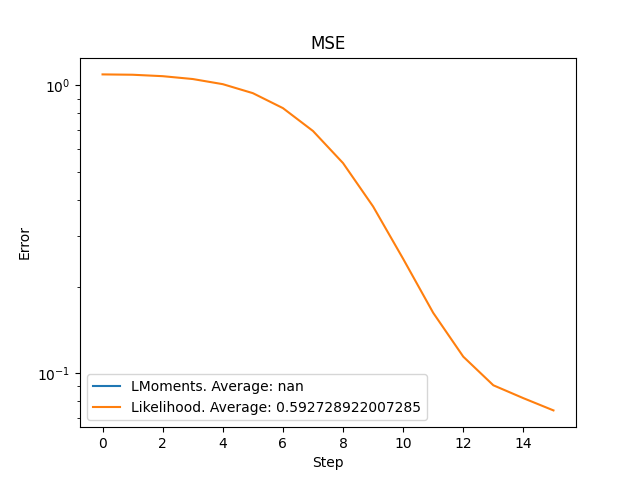 MSE
Error
10⁰
10⁻¹
LMoments. Average: nan
Likelihood. Average: 0.592728922007285
0 2 4 6 8 10 12 14
Step